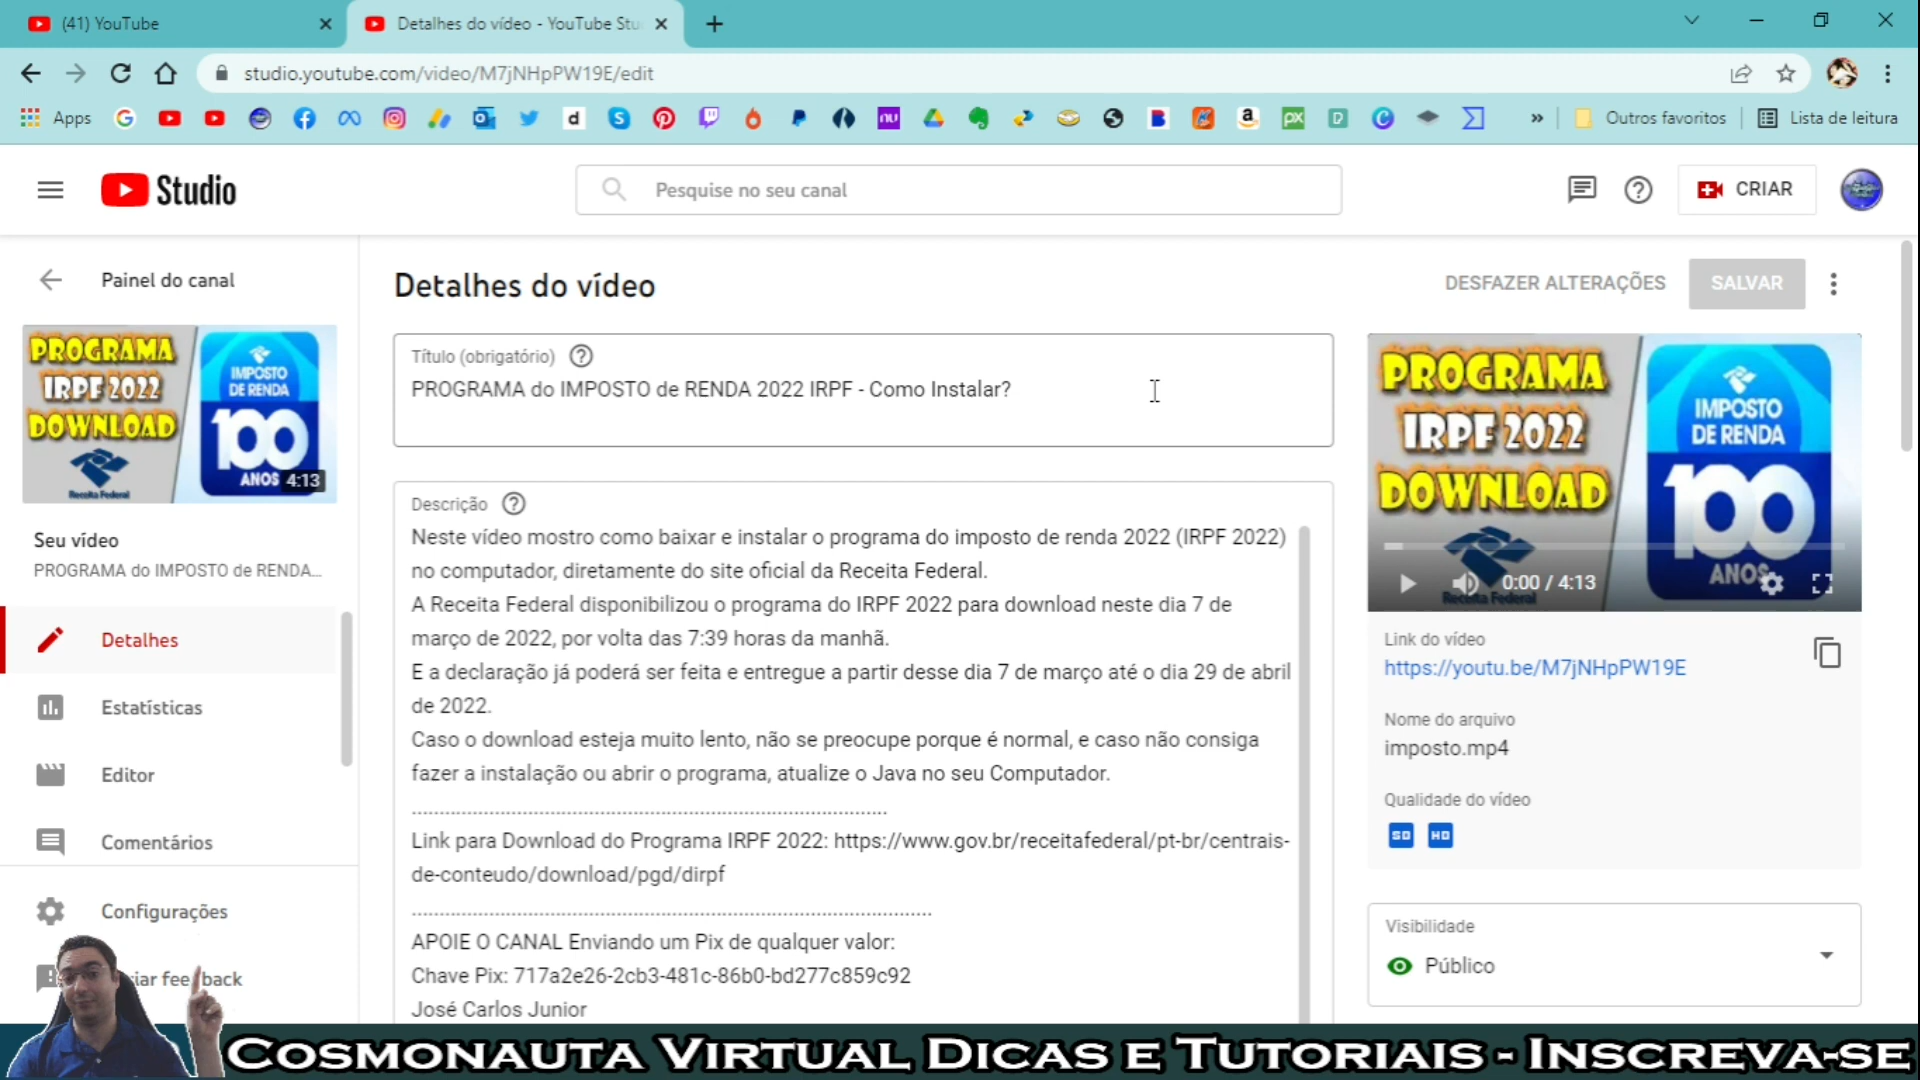 (41) YouTube
Detalhes do vídeo - YouTube Stu
studio.youtube.com/video/M7jNHpPW19E/edit
Apps
Outros favoritos
Lista de leitura
Studio
Pesquise no seu canal
CRIAR
Painel do canal
Detalhes do vídeo
DESFAZER ALTERAÇÕES
SALVAR
PROGRAMA
IRPF 2022
DOWNLOAD
Receita Federal
IMPOSTO
DE RENDA
100
ANOS
4:13
Seu vídeo
PROGRAMA do IMPOSTO de RENDA...
Detalhes
Estatísticas
Editor
Comentários
Configurações
iar feedback
Título (obrigatório)
PROGRAMA do IMPOSTO de RENDA 2022 IRPF - Como Instalar?
Descrição
Neste vídeo mostro como baixar e instalar o programa do imposto de renda 2022 (IRPF 2022)
no computador, diretamente do site oficial da Receita Federal.
A Receita Federal disponibilizou o programa do IRPF 2022 para download neste dia 7 de
março de 2022, por volta das 7:39 horas da manhã.
E a declaração já poderá ser feita e entregue a partir desse dia 7 de março até o dia 29 de abril
de 2022.
Caso o download esteja muito lento, não se preocupe porque é normal, e caso não consiga
fazer a instalação ou abrir o programa, atualize o Java no seu Computador.
Link para Download do Programa IRPF 2022: https://www.gov.br/receitafederal/pt-br/centrais-
de-conteudo/download/pgd/dirpf
APOIE O CANAL Enviando um Pix de qualquer valor:
Chave Pix: 717a2e26-2cb3-481c-86b0-bd277c859c92
José Carlos Junior
PROGRAMA
IRPF 2022
DOWNLOAD
Receita Federal
IMPOSTO
DE RENDA
100
ANOS
0:00 / 4:13
Link do vídeo
https://youtu.be/M7jNHpPW19E
Nome do arquivo
imposto.mp4
Qualidade do vídeo
SD HD
Visibilidade
Público
COSMONAUTA VIRTUAL DICAS E TUTORIAIS - INSCREVA-SE